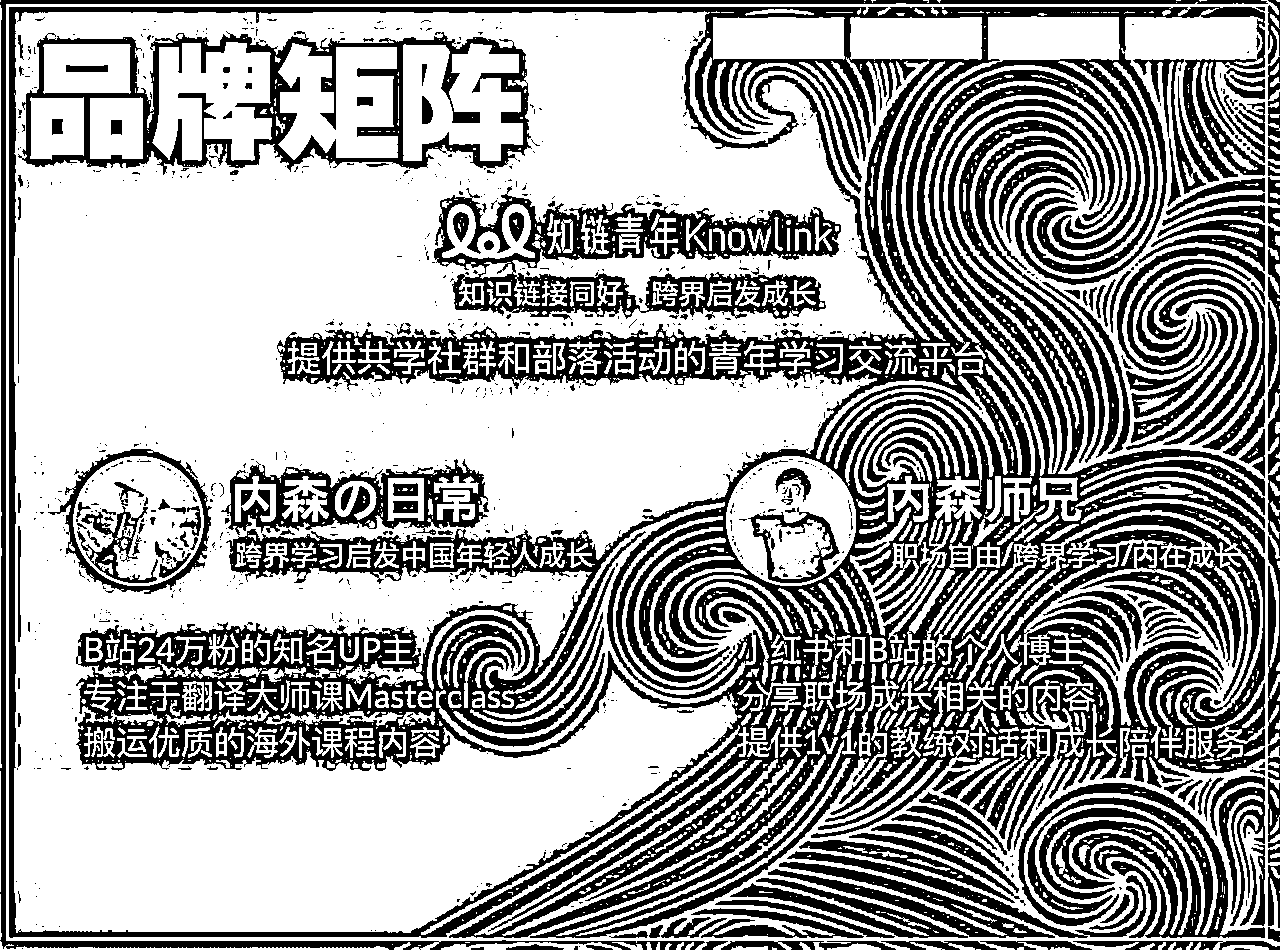 品牌矩阵
知链青年Knowlink
知识链接同好，跨界启发成长
提供共学社群和部落活动的青年学习交流平台
内森の日常
跨界学习启发中国年轻人成长
B站24万粉的知名UP主
专注于翻译大师课Masterclass
搬运优质的海外课程内容
内森师兄
职场自由/跨界学习/内在成长
小红书和B站的个人博主
分享职场成长相关的内容
提供1v1的教练对话和成长陪伴服务